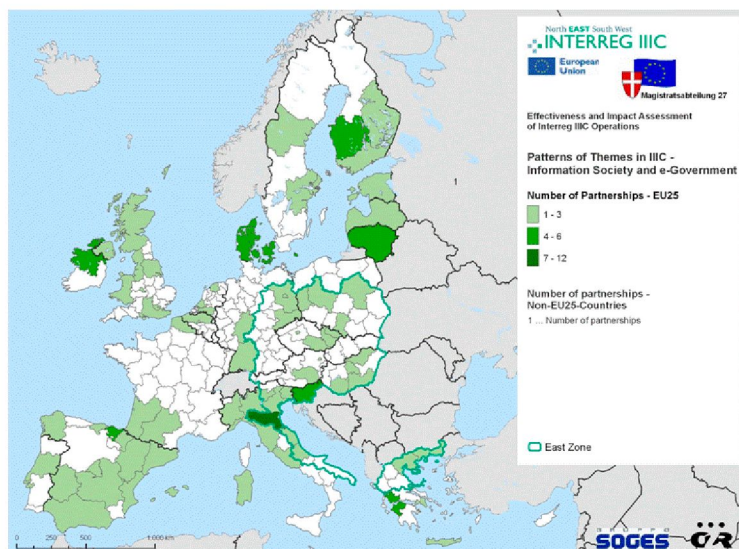 North EAST South West
INTERREG IIIC
European
Union
Magistratsabteilung 27
Effectiveness and Impact Assessment
of Interreg IIIC Operations
Patterns of Themes in IIIC -
Information Society and e-Government
Number of Partnerships - EU25
1 - 3
4 - 6
7 - 12
Number of partnerships -
Non-EU25-Countries
1 ... Number of partnerships
1
East Zone
0 250 500 1.000 km
SOGES
ÖIR